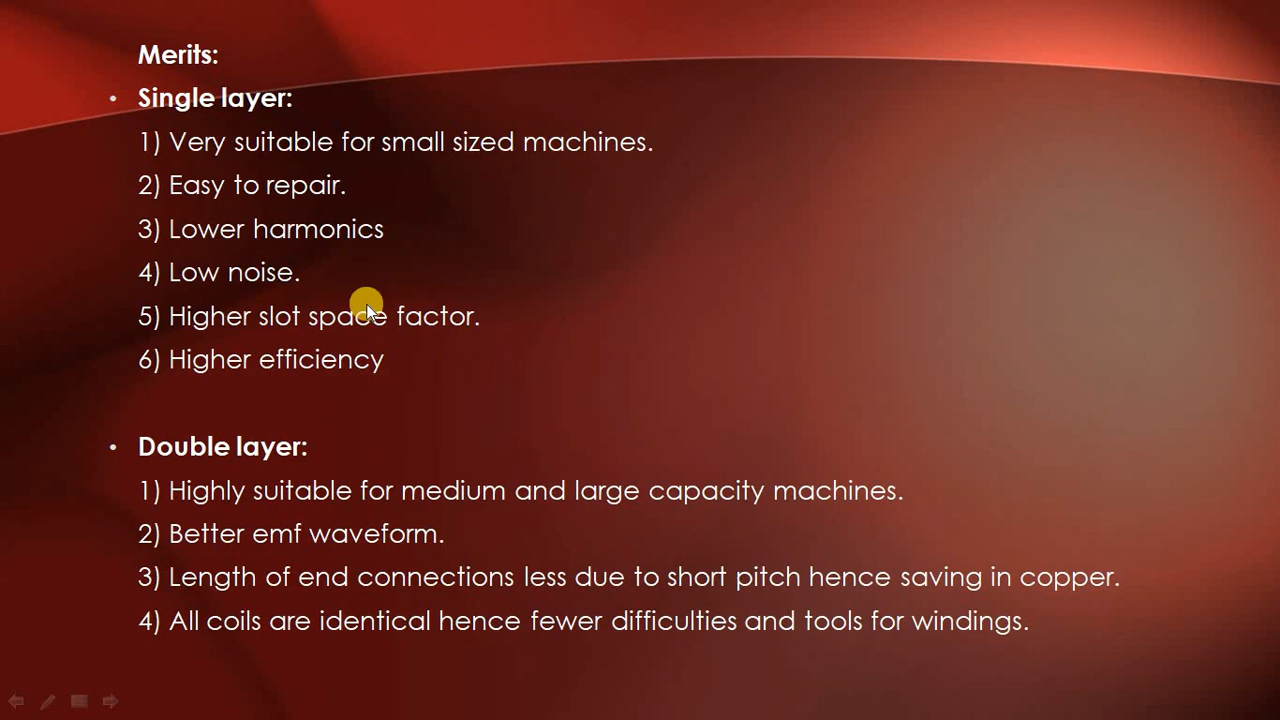 Merits:
• Single layer:
1) Very suitable for small sized machines.
2) Easy to repair.
3) Lower harmonics
4) Low noise.
5) Higher slot space factor.
6) Higher efficiency
• Double layer:
1) Highly suitable for medium and large capacity machines.
2) Better emf waveform.
3) Length of end connections less due to short pitch hence saving in copper.
4) All coils are identical hence fewer difficulties and tools for windings.